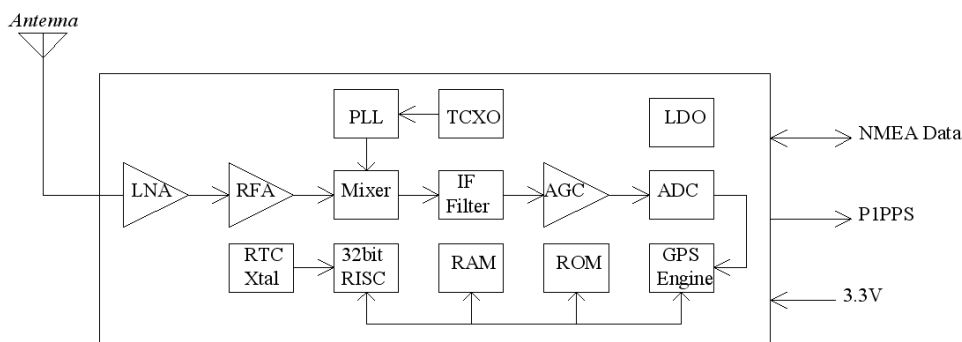 Antenna
PLL
TCXO
LDO
NMEA Data
LNA
RFA
Mixer
IF
Filter
AGC
ADC
P1PPS
RTC
Xtal
32bit
RISC
RAM
ROM
GPS
Engine
3.3V